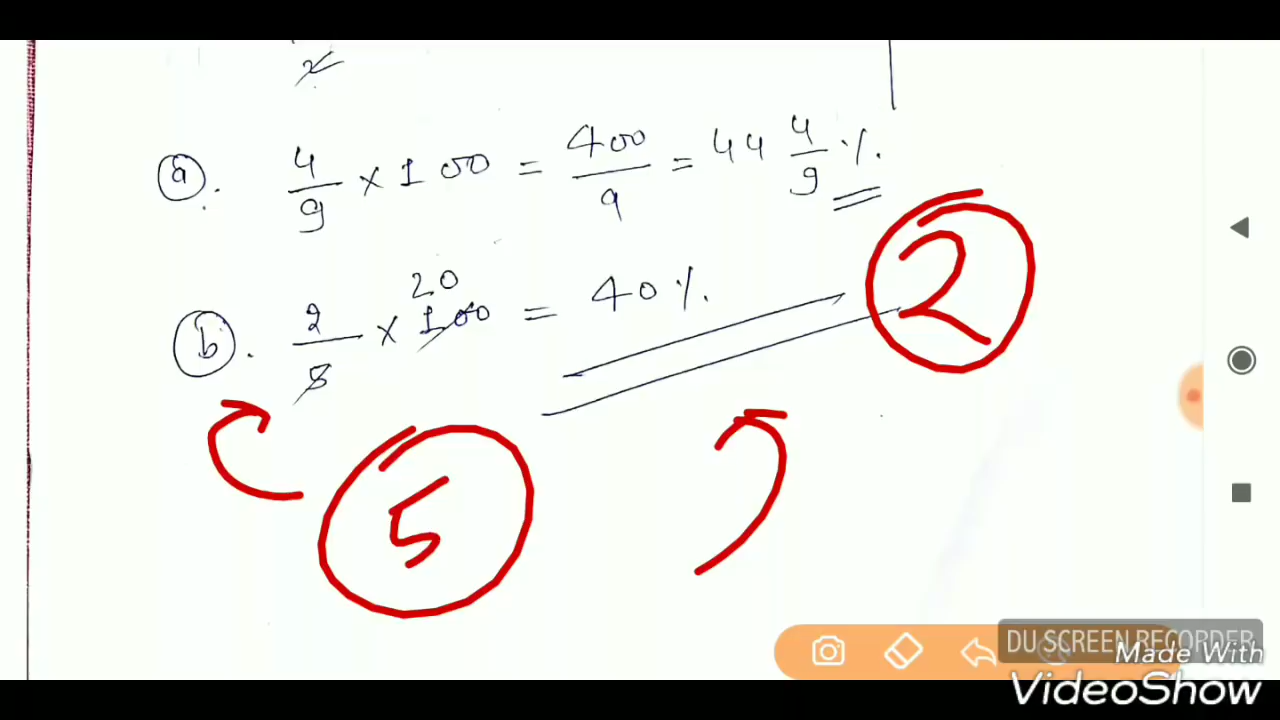 2
a. 4/9 × 100 = 400/9 = 44 4/9 %.
20
b. 2/5 × 100 = 40 %.
2
5
DU SCREEN RECORDER
Made With
VideoShow